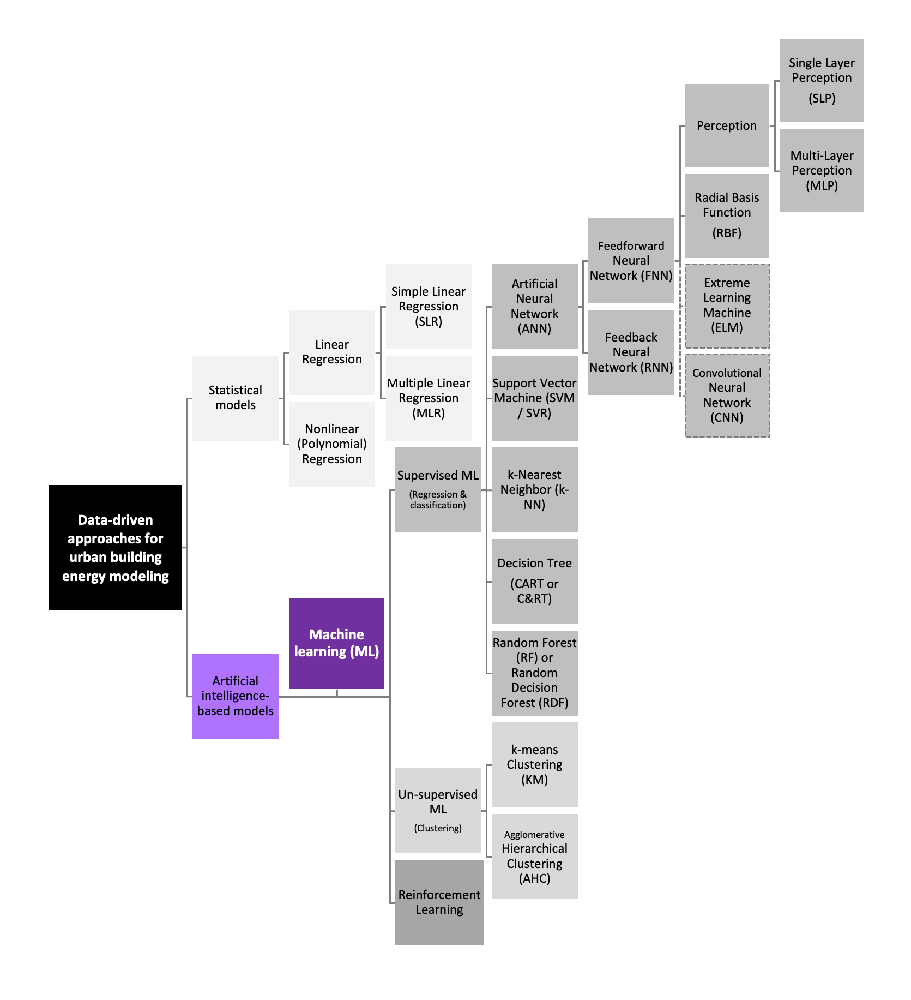 Single Layer
Perception
(SLP)
Perception
Multi-Layer
Perception
(MLP)
Radial Basis
Function
(RBF)
Feedforward
Neural
Network (FNN)
Extreme
Learning
Machine
(ELM)
Artificial
Neural
Network
(ANN)
Simple Linear
Regression
(SLR)
Feedback
Neural
Network (RNN)
Linear
Regression
Convolutional
Neural
Network
(CNN)
Support Vector
Machine (SVM
/ SVR)
Multiple Linear
Regression
(MLR)
Statistical
models
Nonlinear
(Polynomial)
Regression
Supervised ML
(Regression &
classification)
k-Nearest
Neighbor (k-
NN)
Data-driven
approaches for
urban building
energy modeling
Decision Tree
(CART or
C&RT)
Machine
learning (ML)
Random Forest
(RF) or
Random
Decision
Forest (RDF)
Artificial
intelligence-
based models
k-means
Clustering
(KM)
Un-supervised
ML
(Clustering)
Agglomerative
Hierarchical
Clustering
(AHC)
Reinforcement
Learning